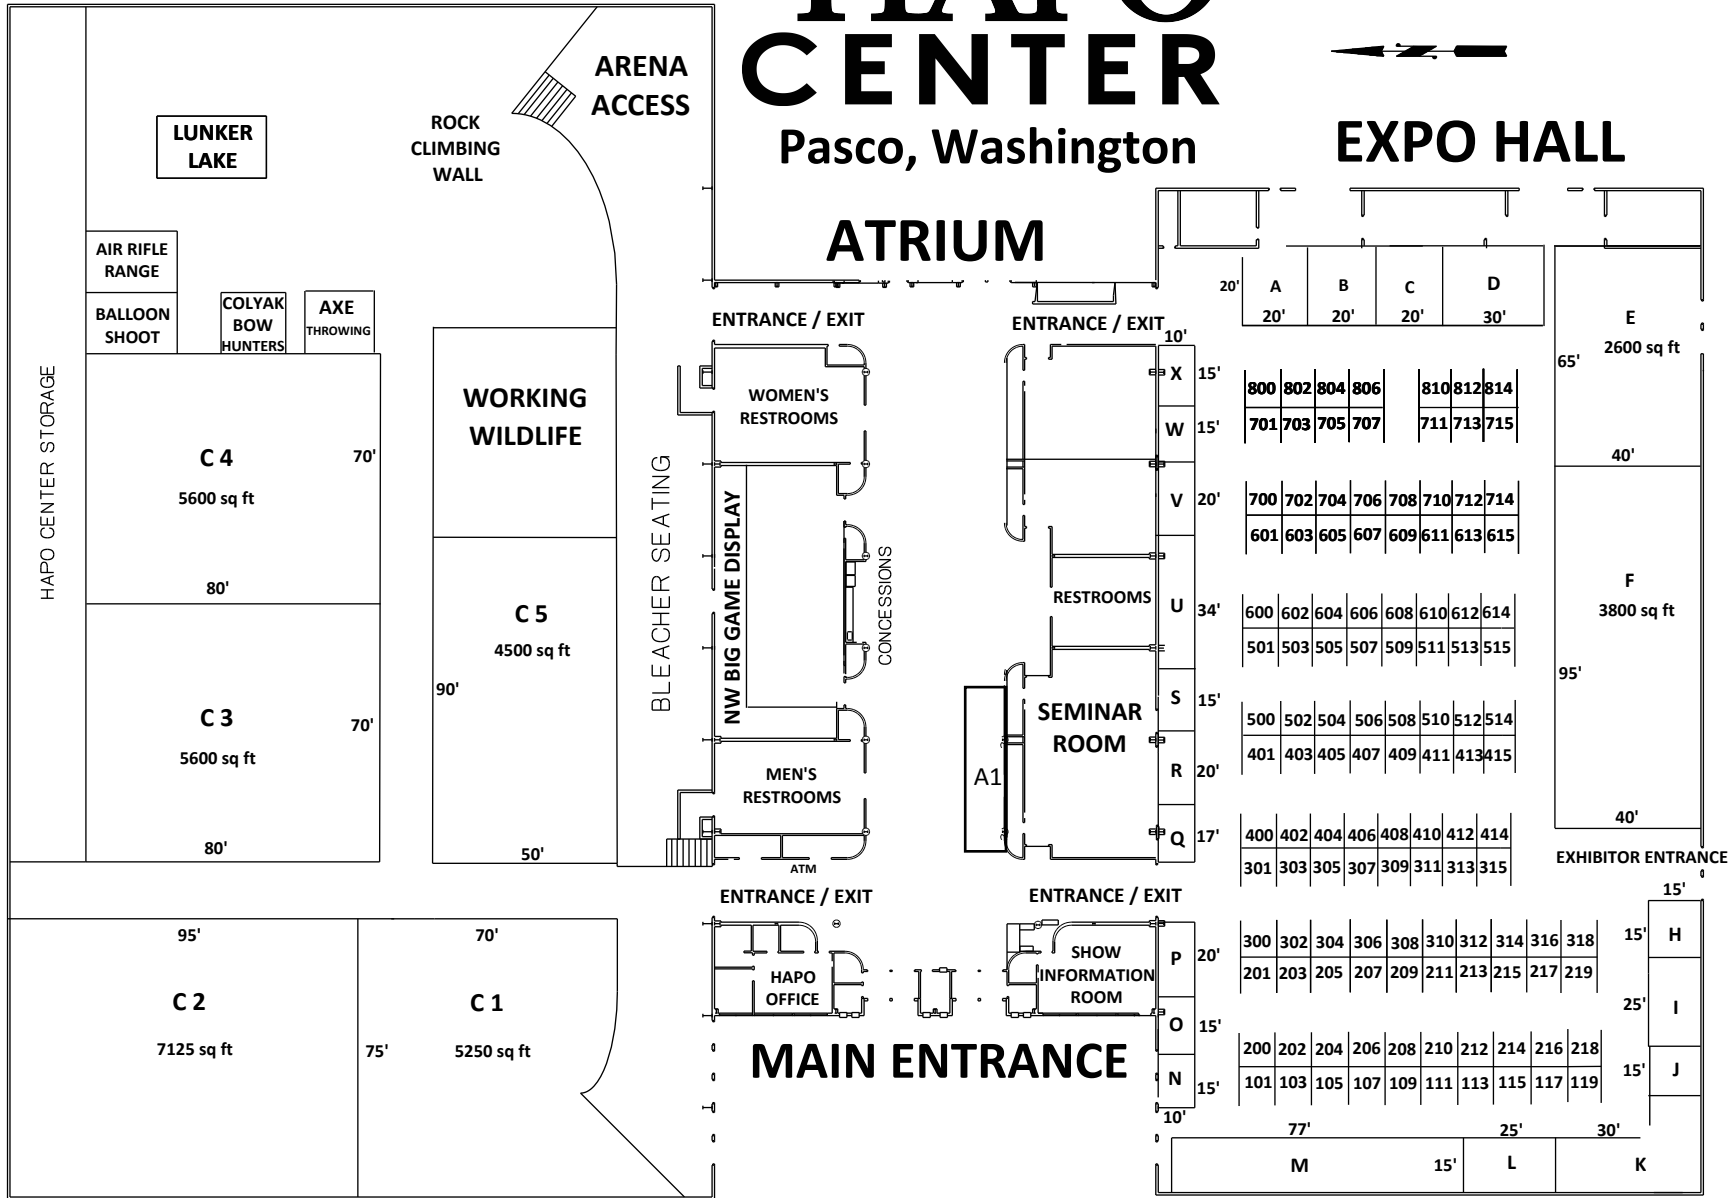 HAPO
CENTER
Pasco, Washington
EXPO HALL
ATRIUM
ARENA
ACCESS
ROCK
CLIMBING
WALL
LUNKER
LAKE
AIR RIFLE
RANGE
BALLOON
SHOOT
COLYAK
BOW
HUNTERS
AXE
THROWING
HAPO CENTER STORAGE
C 4
5600 sq ft
70'
80'
C 3
5600 sq ft
70'
80'
WORKING
WILDLIFE
C 5
4500 sq ft
90'
50'
BLEACHER SEATING
95'
C 2
7125 sq ft
70'
C 1
75'
5250 sq ft
ENTRANCE / EXIT
WOMEN'S
RESTROOMS
NW BIG GAME DISPLAY
CONCESSIONS
MEN'S
RESTROOMS
ATM
ENTRANCE / EXIT
HAPO
OFFICE
MAIN ENTRANCE
ENTRANCE / EXIT
RESTROOMS
SEMINAR
ROOM
A1
ENTRANCE / EXIT
SHOW
INFORMATION
ROOM
10'
X 15'
W 15'
V 20'
U 34'
S 15'
R 20'
Q 17'
P 20'
O 15'
N 15'
10'
20' A B C D
20' 20' 20' 30'
E
2600 sq ft
65'
40'
F
3800 sq ft
95'
40'
800 802 804 806 810 812 814
701 703 705 707 711 713 715
700 702 704 706 708 710 712 714
601 603 605 607 609 611 613 615
600 602 604 606 608 610 612 614
501 503 505 507 509 511 513 515
500 502 504 506 508 510 512 514
401 403 405 407 409 411 413 415
400 402 404 406 408 410 412 414
301 303 305 307 309 311 313 315
EXHIBITOR ENTRANCE
15'
300 302 304 306 308 310 312 314 316 318
201 203 205 207 209 211 213 215 217 219
15' H
25' I
15' J
200 202 204 206 208 210 212 214 216 218
101 103 105 107 109 111 113 115 117 119
77' 25' 30'
M 15' L K